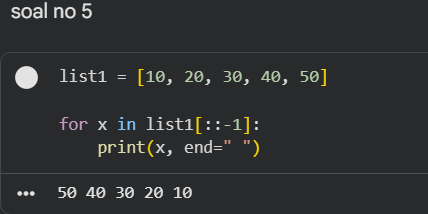 soal no 5
list1 = [10, 20, 30, 40, 50]
for x in list1[::-1]:
    print(x, end=" ")
50 40 30 20 10